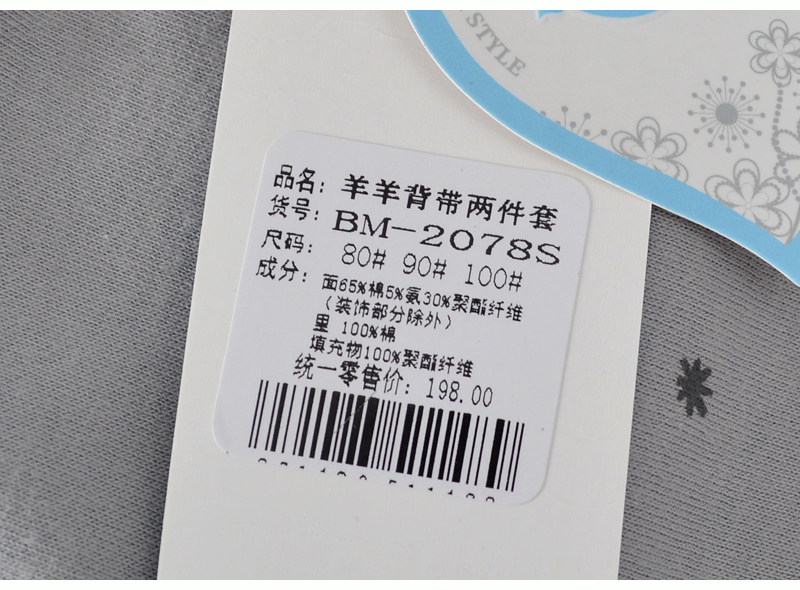 STYLE
品名: 羊羊背带两件套
货号: BM-2078S
尺码: 80# 90# 100#
成分: 面65%棉5%氨30%聚酯纤维
(装饰部分除外)
里 100%棉
填充物100%聚酯纤维
统一零售价: 198.00